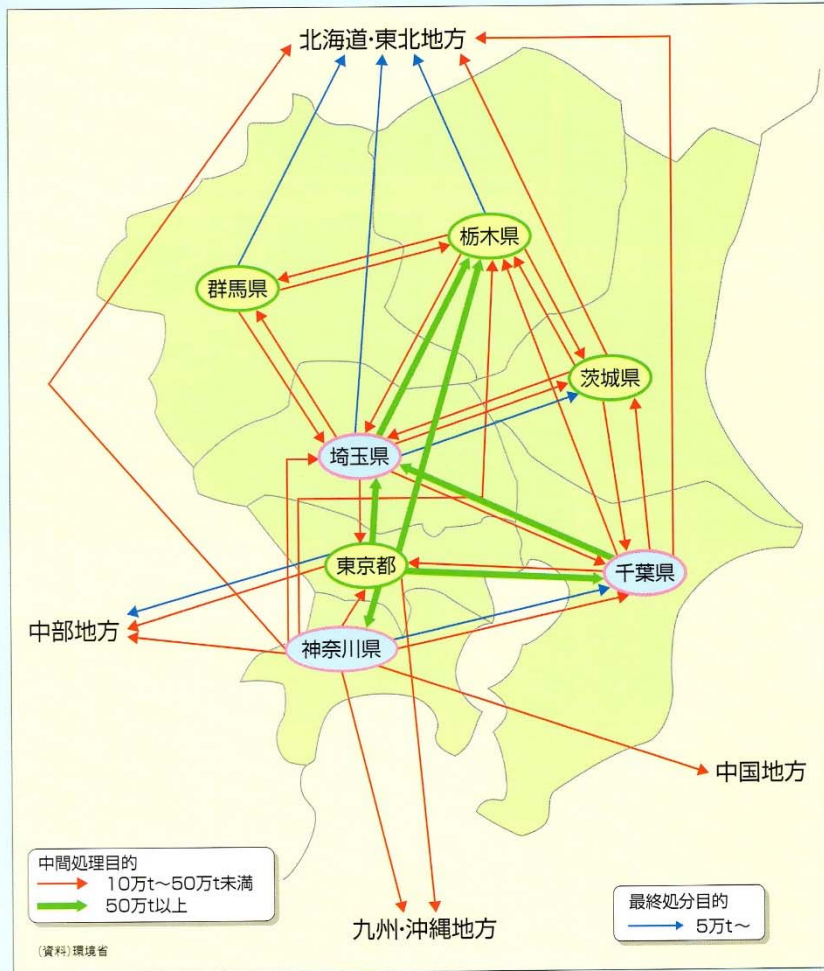 北海道・東北地方
栃木県
群馬県
茨城県
埼玉県
東京都
千葉県
中部地方
神奈川県
中国地方
中間処理目的
10万t〜50万t未満
50万t以上
九州・沖縄地方
最終処分目的
5万t〜
(資料)環境省